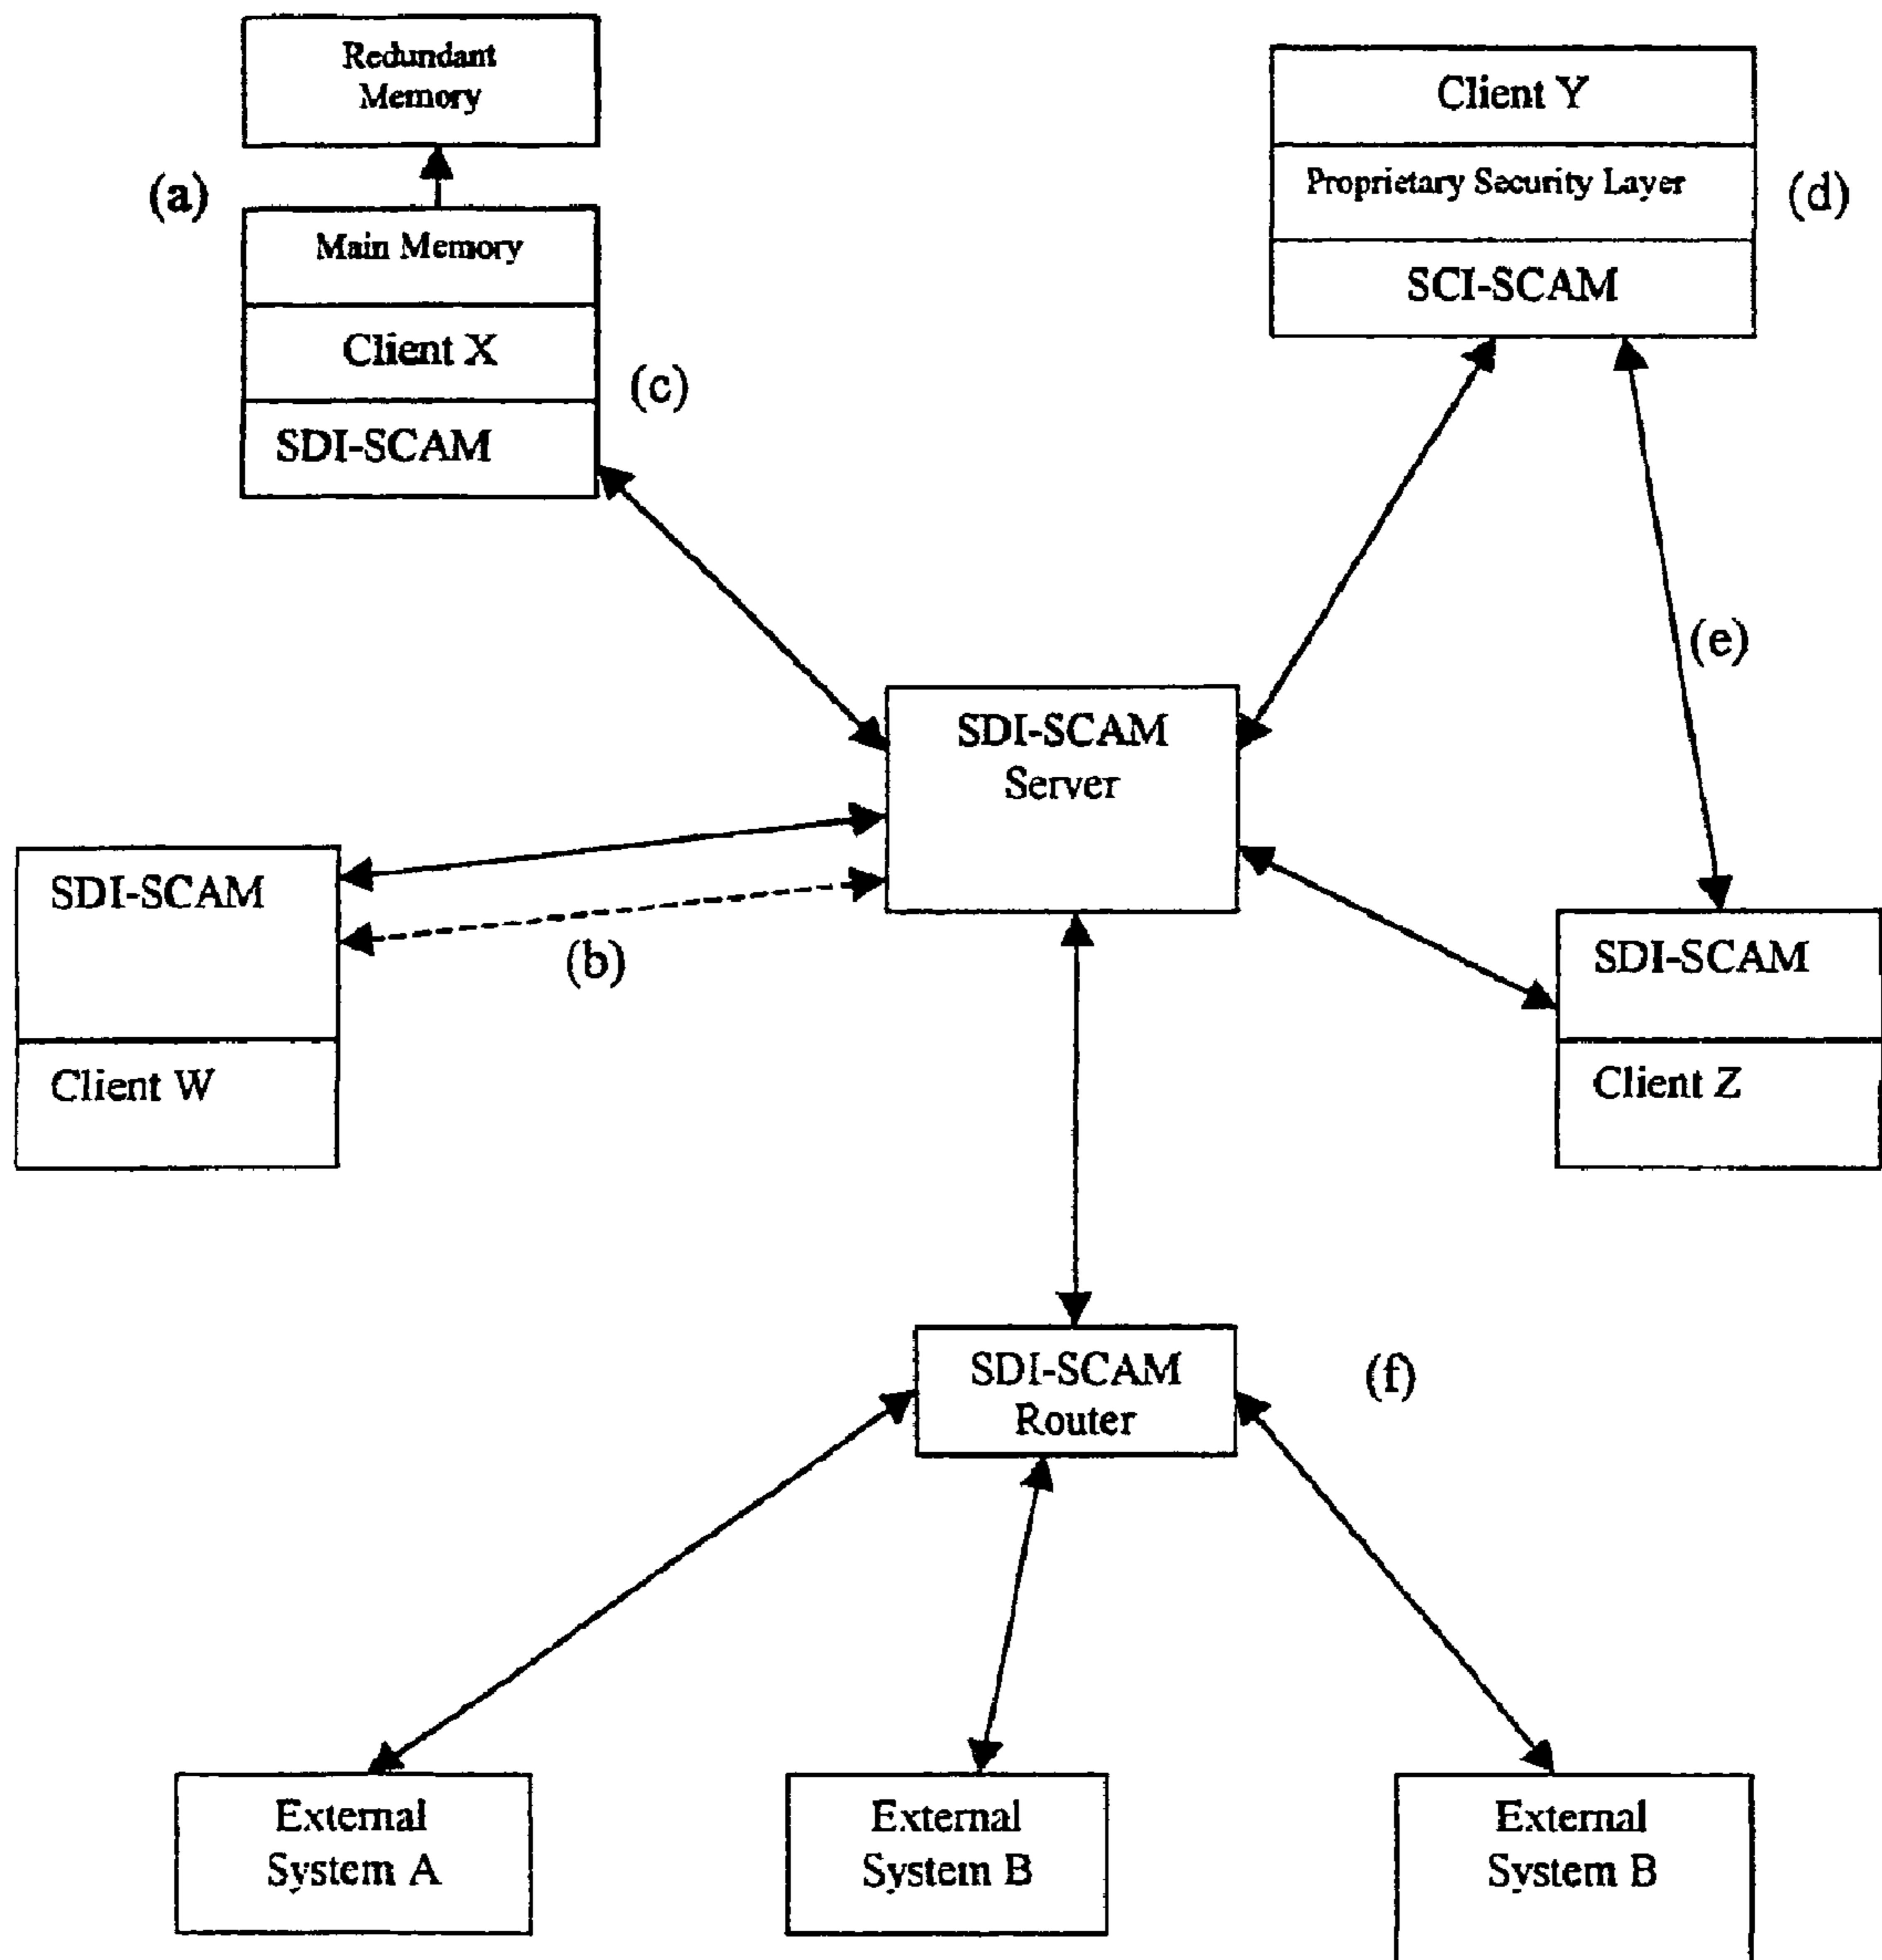 Redundant
Memory
(a)
Main Memory
Client X
(c)
SDI-SCAM
Client Y
Proprietary Security Layer
(d)
SCI-SCAM
(e)
SDI-SCAM
Server
SDI-SCAM
Client W
(b)
SDI-SCAM
Client Z
SDI-SCAM
Router
(f)
External
System A
External
System B
External
System B